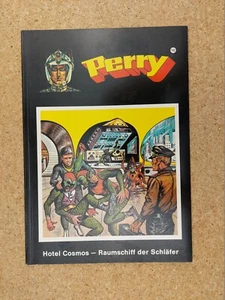 Perry
Hotel Cosmos – Raumschiff der Schläfer